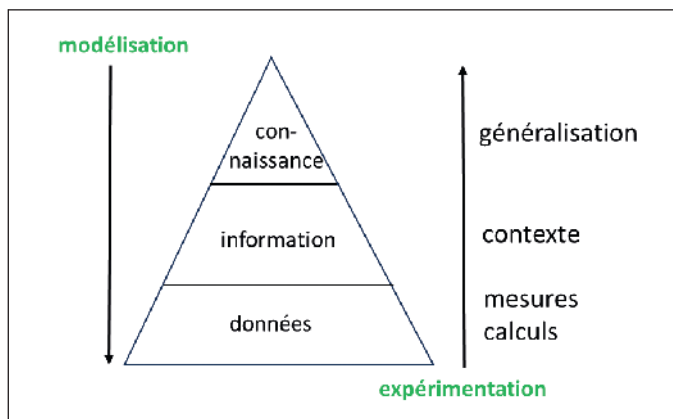 modélisation
con-
naissance
généralisation
information
contexte
données
mesures
calculs
expérimentation